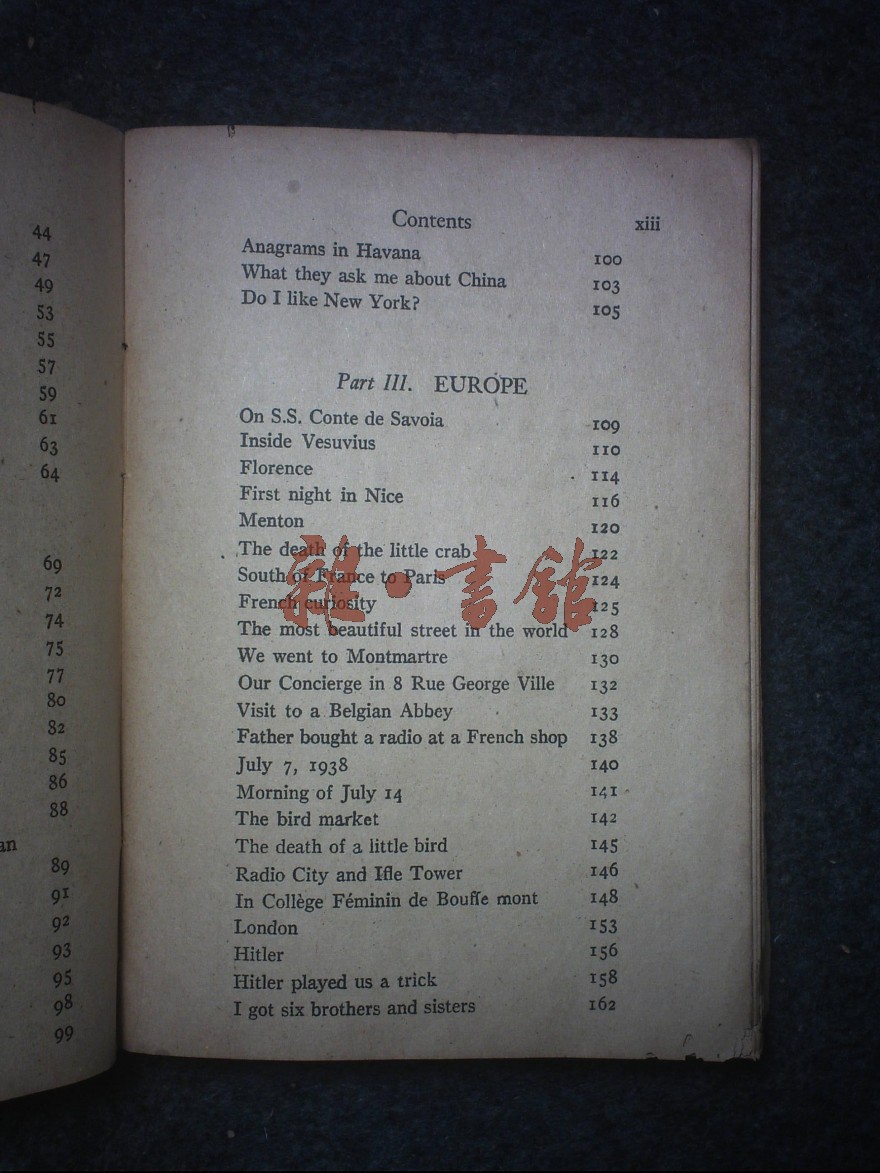 44
47
49
53
55
57
59
61
63
64
69
72
74
75
77
80
82
85
86
88
an
89
91
92
93
95
98
99
Contents xiii
Anagrams in Havana 100
What they ask me about China 103
Do I like New York? 105
Part III. EUROPE
On S.S. Conte de Savoia 109
Inside Vesuvius 110
Florence 114
First night in Nice 116
Menton 120
The death of the little crab 122
South of France to Paris 124
French curiosity 125
The most beautiful street in the world 128
We went to Montmartre 130
Our Concierge in 8 Rue George Ville 132
Visit to a Belgian Abbey 133
Father bought a radio at a French shop 138
July 7, 1938 140
Morning of July 14 141
The bird market 142
The death of a little bird 145
Radio City and Ifle Tower 146
In Collège Féminin de Bouffe mont 148
London 153
Hitler 156
Hitler played us a trick 158
I got six brothers and sisters 162
雜·書館